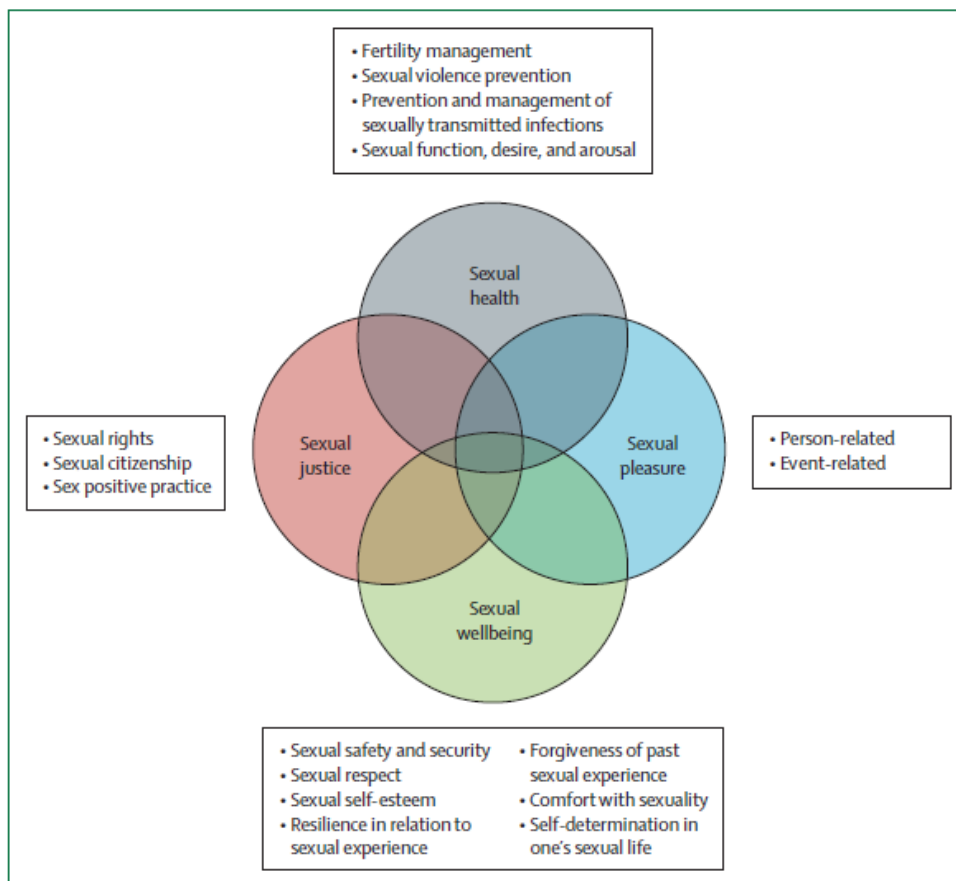 • Fertility management
• Sexual violence prevention
• Prevention and management of
sexually transmitted infections
• Sexual function, desire, and arousal
Sexual
health
• Sexual rights
• Sexual citizenship
• Sex positive practice
Sexual
justice
Sexual
pleasure
• Person-related
• Event-related
Sexual
wellbeing
• Sexual safety and security
• Sexual respect
• Sexual self-esteem
• Resilience in relation to
sexual experience
• Forgiveness of past
sexual experience
• Comfort with sexuality
• Self-determination in
one's sexual life